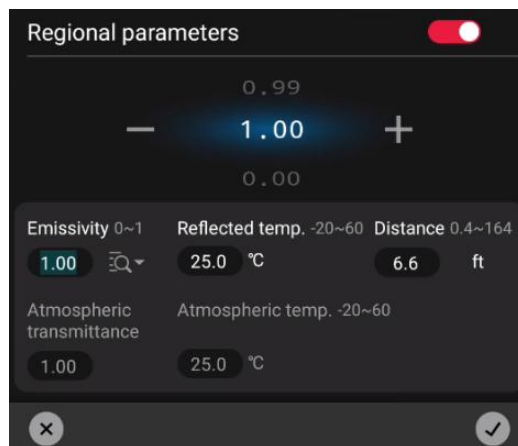 Regional parameters
0.99
1.00
0.00
Emissivity 0~1 Reflected temp. -20~60 Distance 0.4~164
1.00 25.0 ℃ 6.6 ft
Atmospheric transmittance Atmospheric temp. -20~60
1.00 25.0 ℃